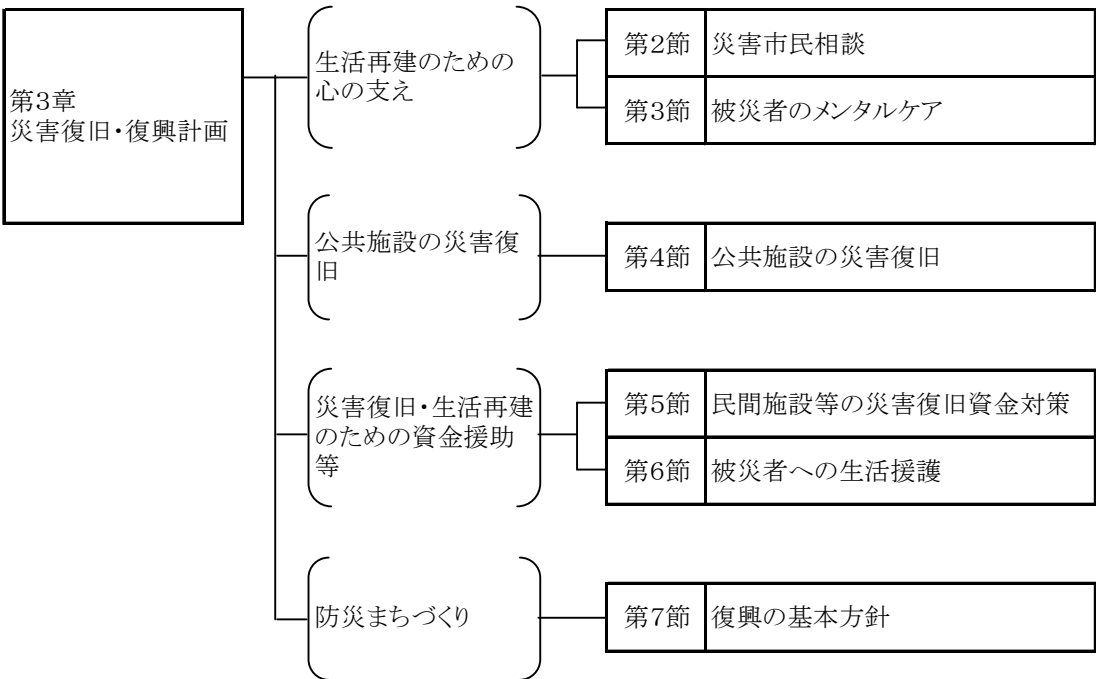 第3章
災害復旧・復興計画
生活再建のための
心の支え
第2節 災害市民相談
第3節 被災者のメンタルケア
公共施設の災害復
旧
第4節 公共施設の災害復旧
災害復旧・生活再建
のための資金援助
等
第5節 民間施設等の災害復旧資金対策
第6節 被災者への生活援護
防災まちづくり
第7節 復興の基本方針